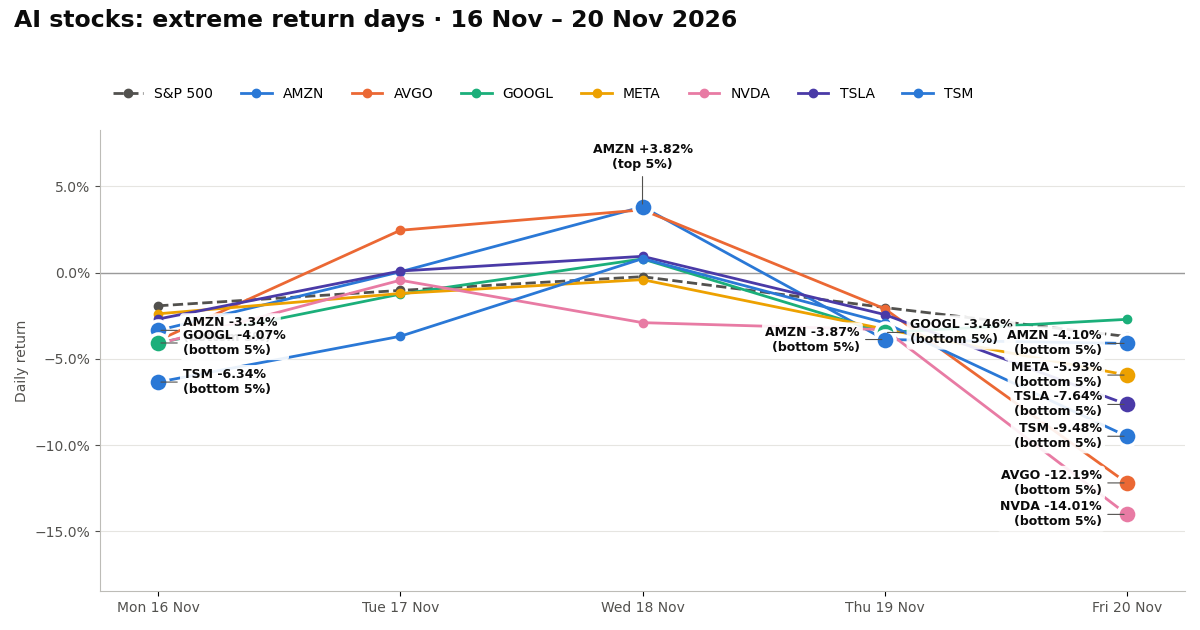 AI stocks: extreme return days · 16 Nov – 20 Nov 2026
S&P 500
AMZN
AVGO
GOOGL
META
NVDA
TSLA
TSM
AMZN +3.82%
(top 5%)
5.0%
0.0%
−5.0%
−10.0%
−15.0%
Daily return
AMZN -3.34%
GOOGL -4.07%
(bottom 5%)
TSM -6.34%
(bottom 5%)
AMZN -3.87%
(bottom 5%)
GOOGL -3.46%
(bottom 5%)
AMZN -4.10%
(bottom 5%)
META -5.93%
(bottom 5%)
TSLA -7.64%
(bottom 5%)
TSM -9.48%
(bottom 5%)
AVGO -12.19%
(bottom 5%)
NVDA -14.01%
(bottom 5%)
Mon 16 Nov
Tue 17 Nov
Wed 18 Nov
Thu 19 Nov
Fri 20 Nov